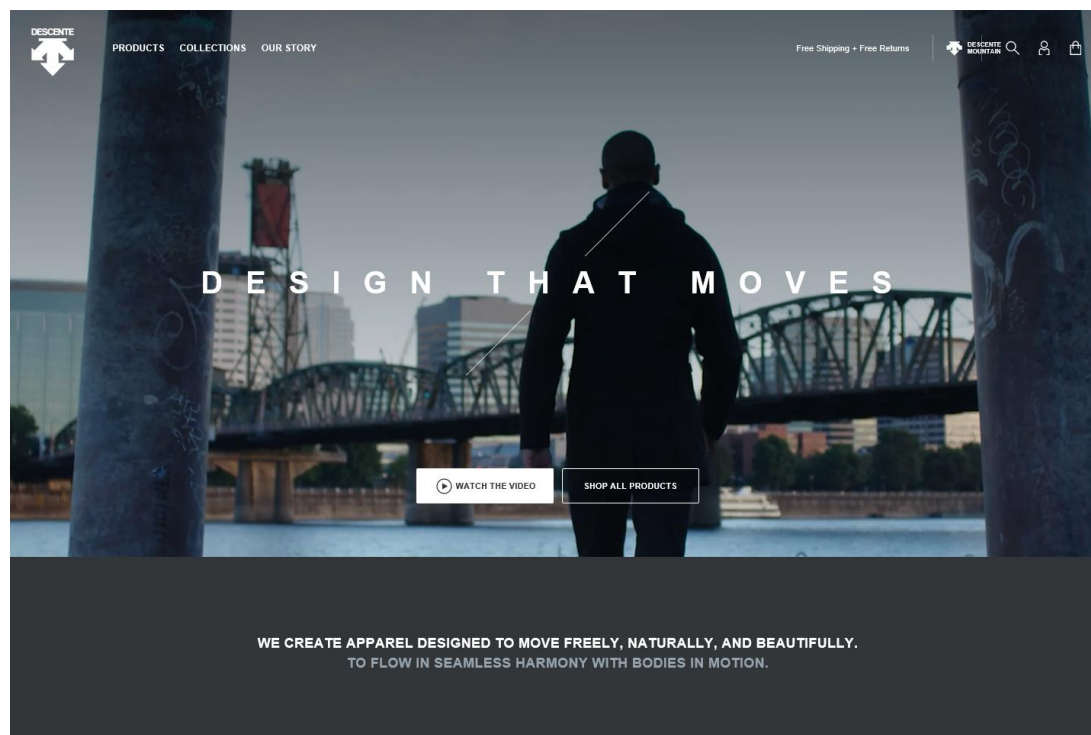 DESCENTE
PRODUCTS COLLECTIONS OUR STORY
Free Shipping + Free Returns
DESCENTE
MOUNTAIN
DESIGN THAT MOVES
WATCH THE VIDEO
SHOP ALL PRODUCTS
WE CREATE APPAREL DESIGNED TO MOVE FREELY, NATURALLY, AND BEAUTIFULLY.
TO FLOW IN SEAMLESS HARMONY WITH BODIES IN MOTION.